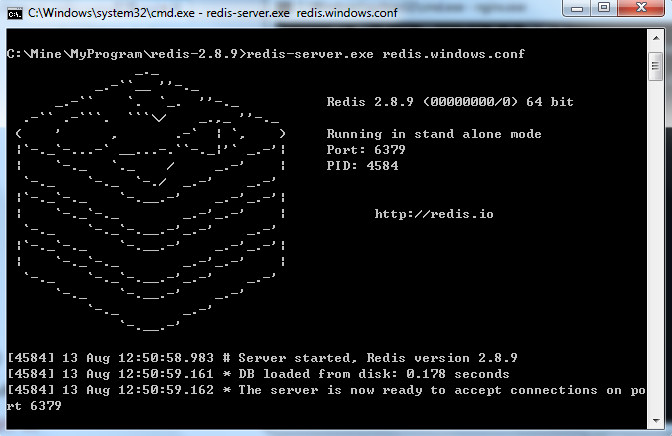 C:\Windows\system32\cmd.exe - redis-server.exe  redis.windows.conf
C:\Mine\MyProgram\redis-2.8.9>redis-server.exe redis.windows.conf
Redis 2.8.9 (00000000/0) 64 bit
Running in stand alone mode
Port: 6379
PID: 4584
http://redis.io
[4584] 13 Aug 12:50:58.983 # Server started, Redis version 2.8.9
[4584] 13 Aug 12:50:59.161 * DB loaded from disk: 0.178 seconds
[4584] 13 Aug 12:50:59.162 * The server is now ready to accept connections on po
rt 6379